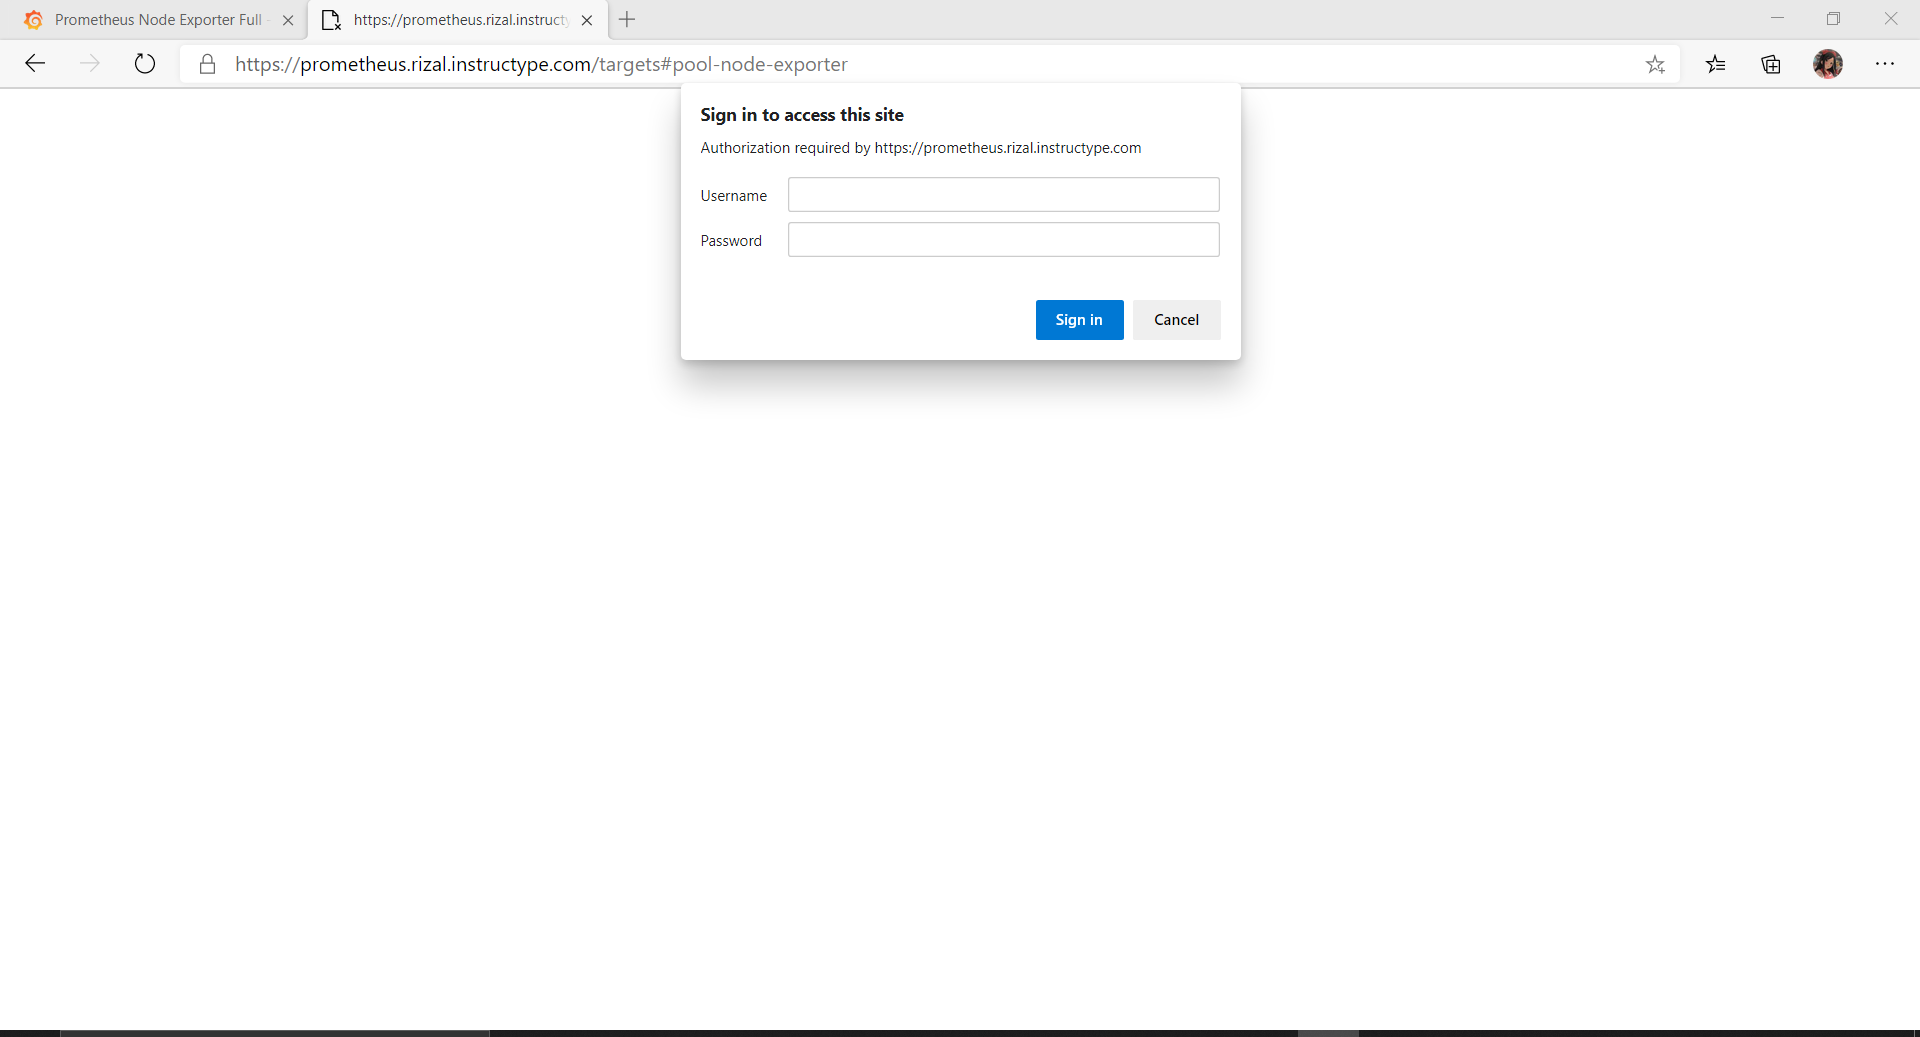 Prometheus Node Exporter Full
https://prometheus.rizal.instructy
https://prometheus.rizal.instructype.com/targets#pool-node-exporter
Sign in to access this site
Authorization required by https://prometheus.rizal.instructype.com
Username
Password
Sign in
Cancel